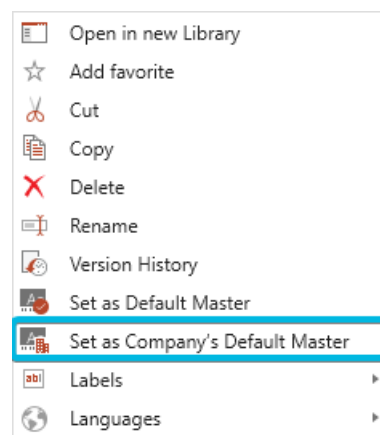 Open in new Library
Add favorite
Cut
Copy
Delete
Rename
Version History
Set as Default Master
Set as Company's Default Master
abl Labels
Languages